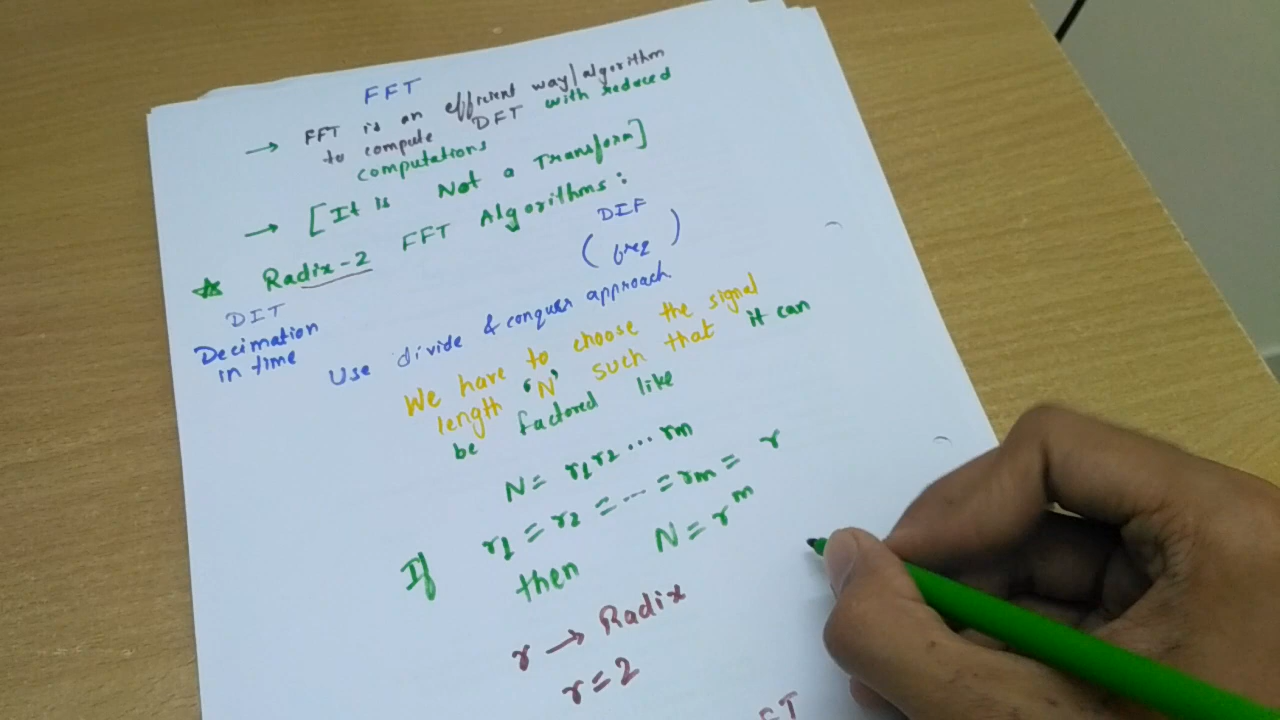 FFT
→ FFT is an efficient way/algorithm
to compute DFT with reduced
computations
→ [It is Not a Transform]
☆ Radix-2 FFT Algorithms:
DIT
Decimation
in time
DIF
(freq)
Use divide & conquer approach
We have to choose the signal
length 'N' such that it can
be factored like
N = r1 r2 ... rm
If r1 = r2 = --- = rm = r
then N = r^m
r → Radix
r = 2